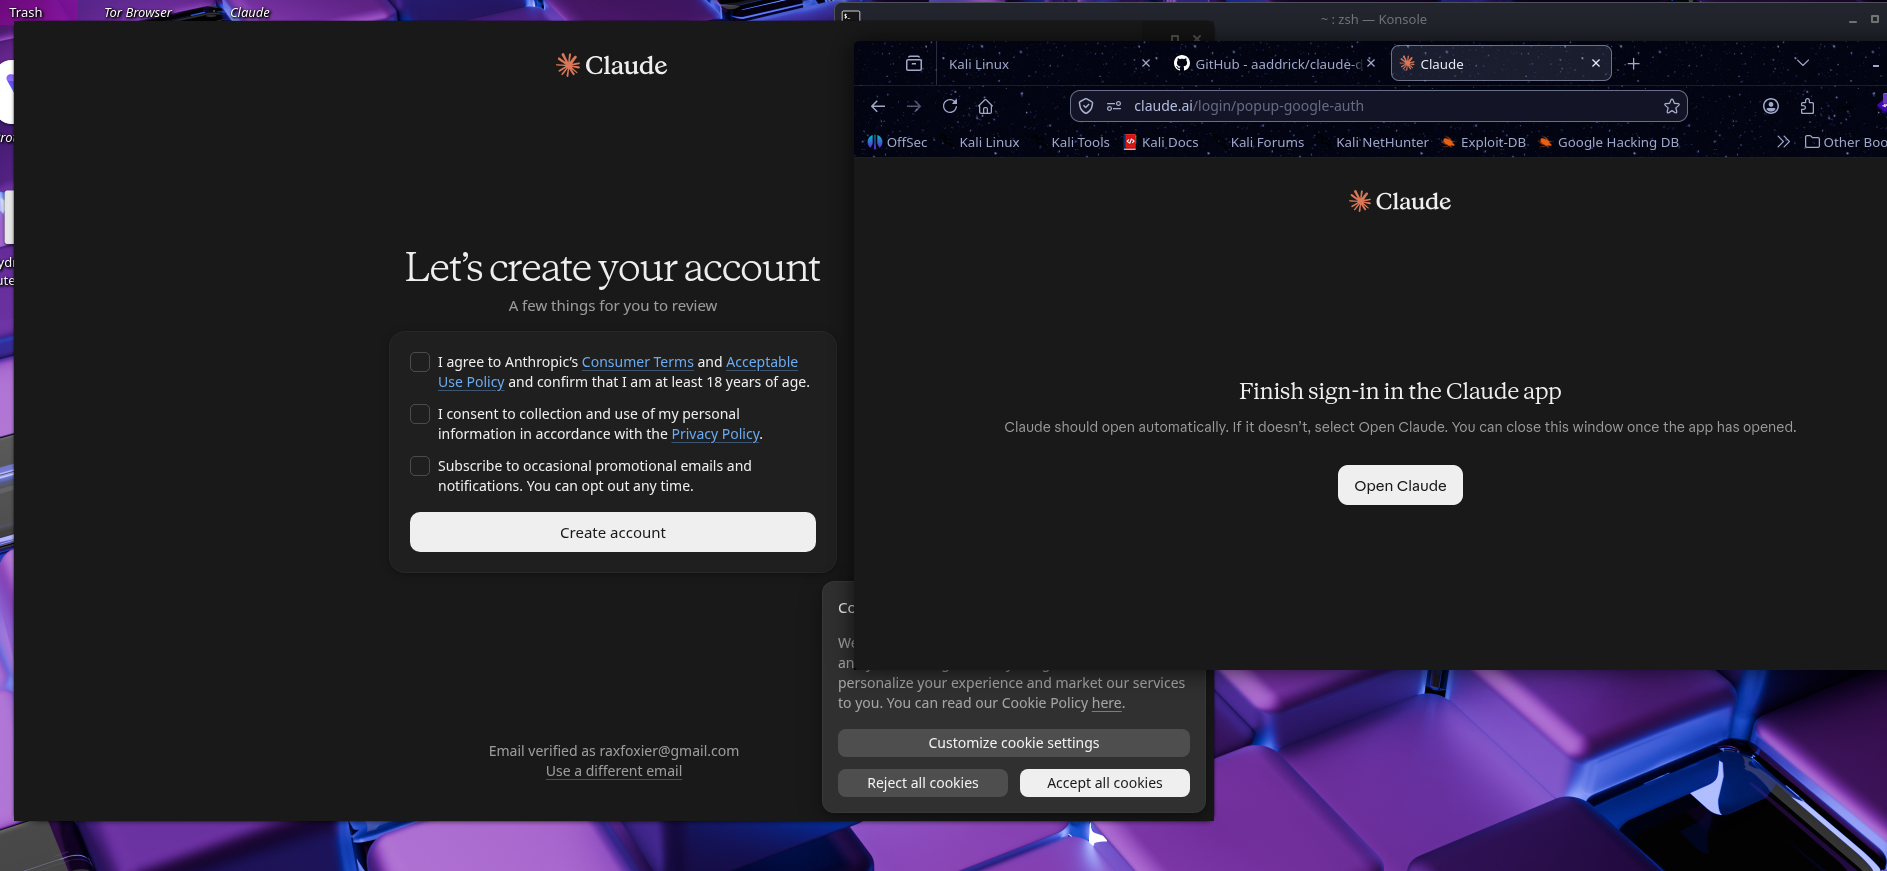 Trash
Tor Browser
Claude
~ : zsh — Konsole
Claude
Let's create your account
A few things for you to review
I agree to Anthropic's Consumer Terms and Acceptable
Use Policy and confirm that I am at least 18 years of age.
I consent to collection and use of my personal
information in accordance with the Privacy Policy.
Subscribe to occasional promotional emails and
notifications. You can opt out any time.
Create account
personalize your experience and market our services
to you. You can read our Cookie Policy here.
Customize cookie settings
Reject all cookies
Accept all cookies
Email verified as raxfoxier@gmail.com
Use a different email
Kali Linux
GitHub - aaddrick/claude-d
Claude
claude.ai/login/popup-google-auth
OffSec
Kali Linux
Kali Tools
Kali Docs
Kali Forums
Kali NetHunter
Exploit-DB
Google Hacking DB
Other Boo
Claude
Finish sign-in in the Claude app
Claude should open automatically. If it doesn't, select Open Claude. You can close this window once the app has opened.
Open Claude